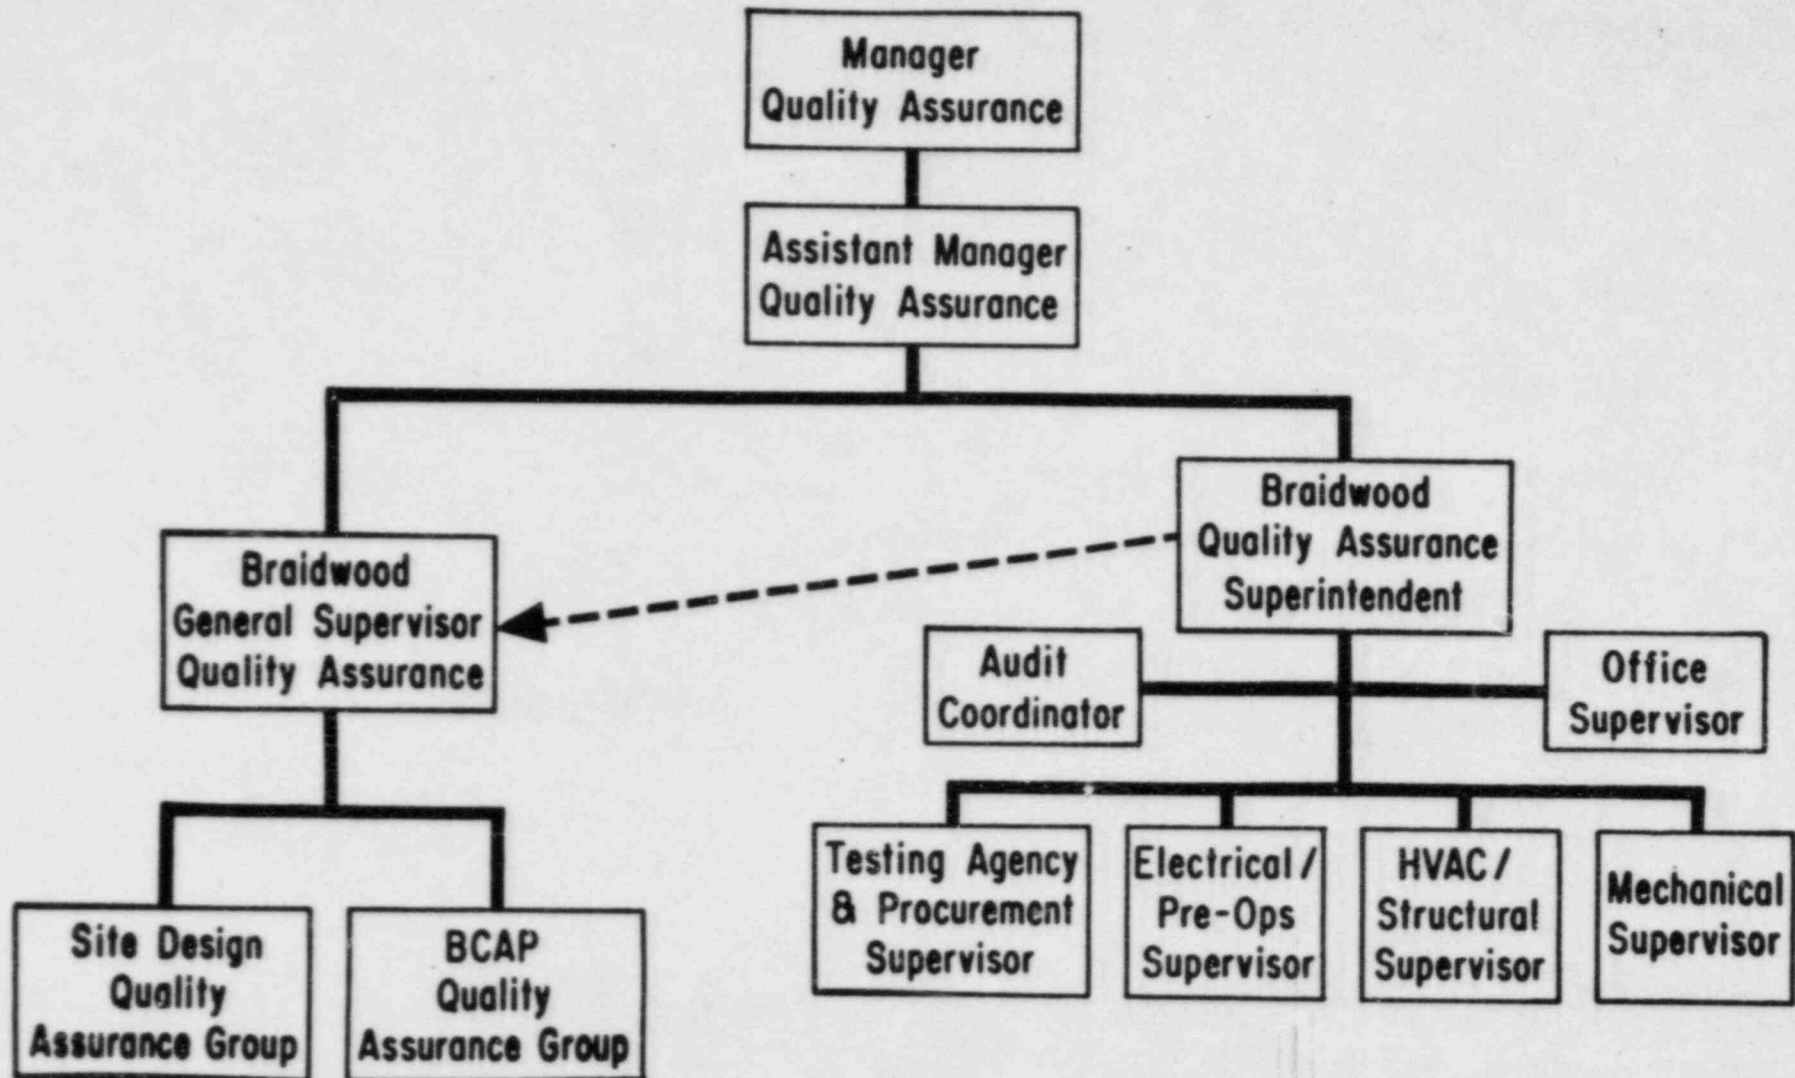 Manager
Quality Assurance
Assistant Manager
Quality Assurance
Braidwood
General Supervisor
Quality Assurance
Braidwood
Quality Assurance
Superintendent
Audit
Coordinator
Office
Supervisor
Site Design
Quality
Assurance Group
BCAP
Quality
Assurance Group
Testing Agency
& Procurement
Supervisor
Electrical/
Pre-Ops
Supervisor
HVAC/
Structural
Supervisor
Mechanical
Supervisor